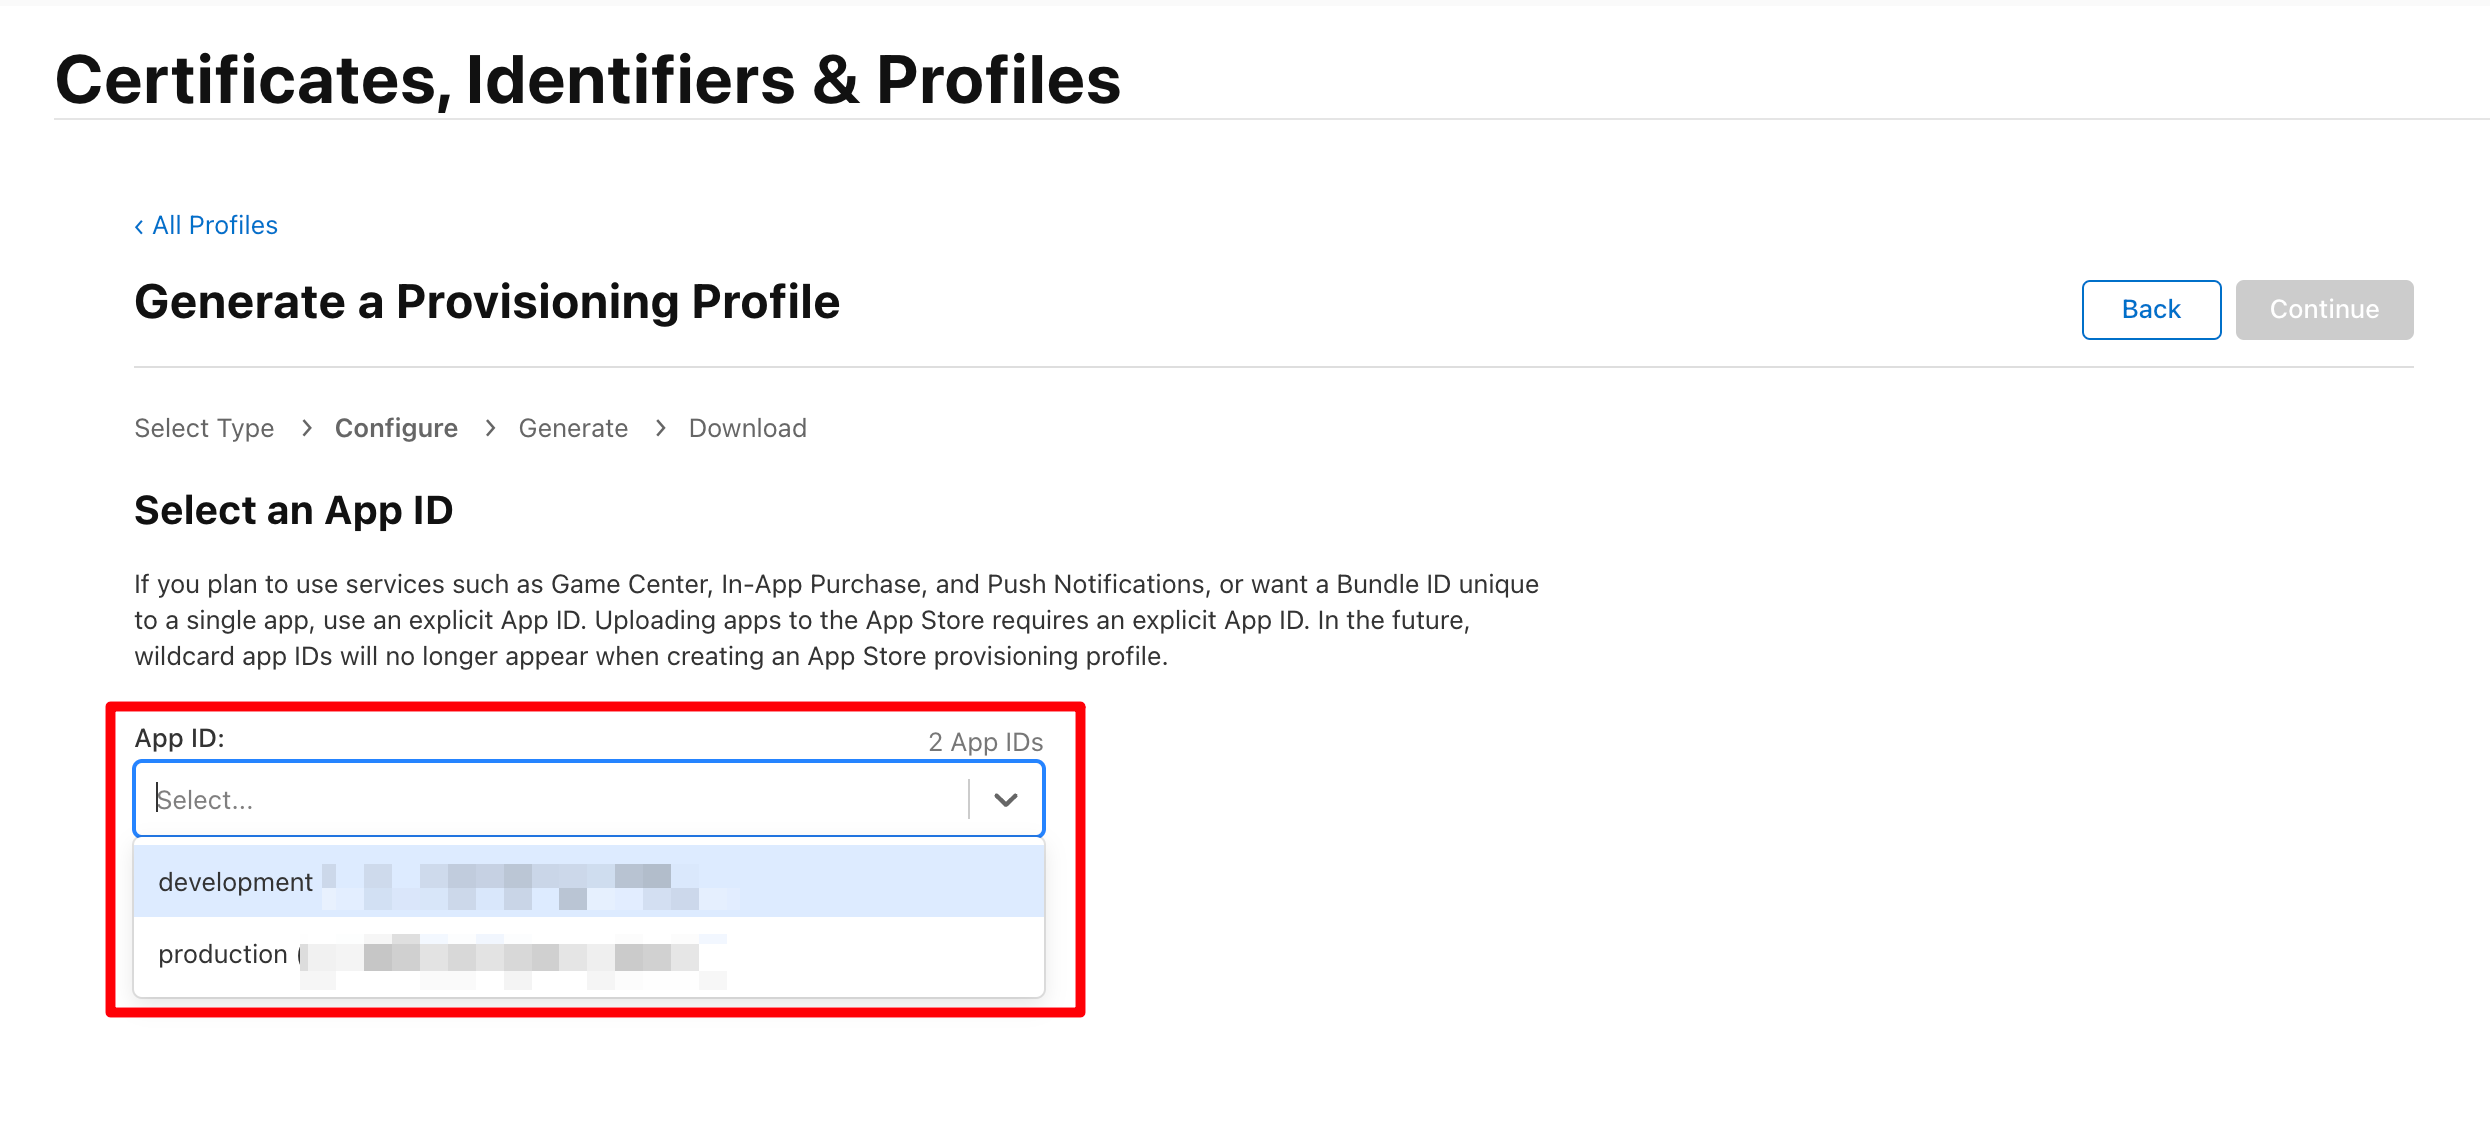 Certificates, Identifiers & Profiles
‹ All Profiles
Generate a Provisioning Profile
Back
Continue
Select Type > Configure > Generate > Download
Select an App ID
If you plan to use services such as Game Center, In-App Purchase, and Push Notifications, or want a Bundle ID unique
to a single app, use an explicit App ID. Uploading apps to the App Store requires an explicit App ID. In the future,
wildcard app IDs will no longer appear when creating an App Store provisioning profile.
App ID:
2 App IDs
Select...
development
production (